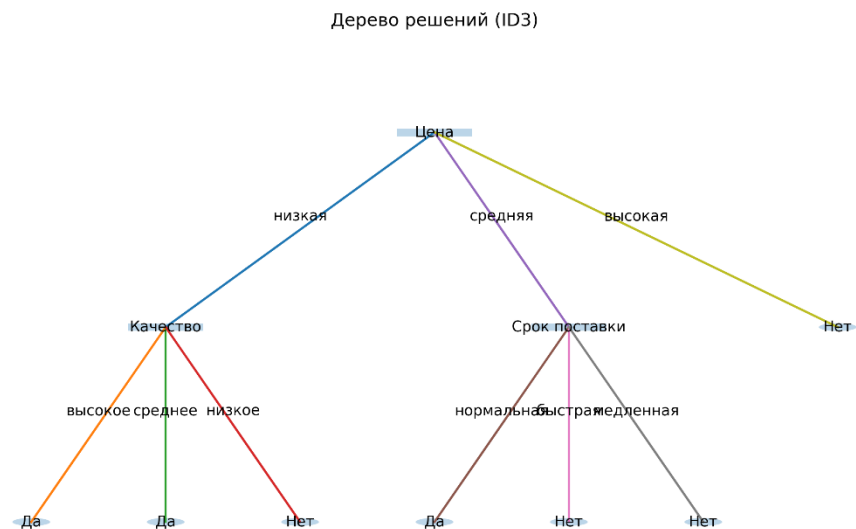 Дерево решений (ID3)
Цена
низкая
средняя
высокая
Качество
Срок поставки
Нет
высокое
среднее
низкое
нормальная
быстрая
медленная
Да
Да
Нет
Да
Нет
Нет